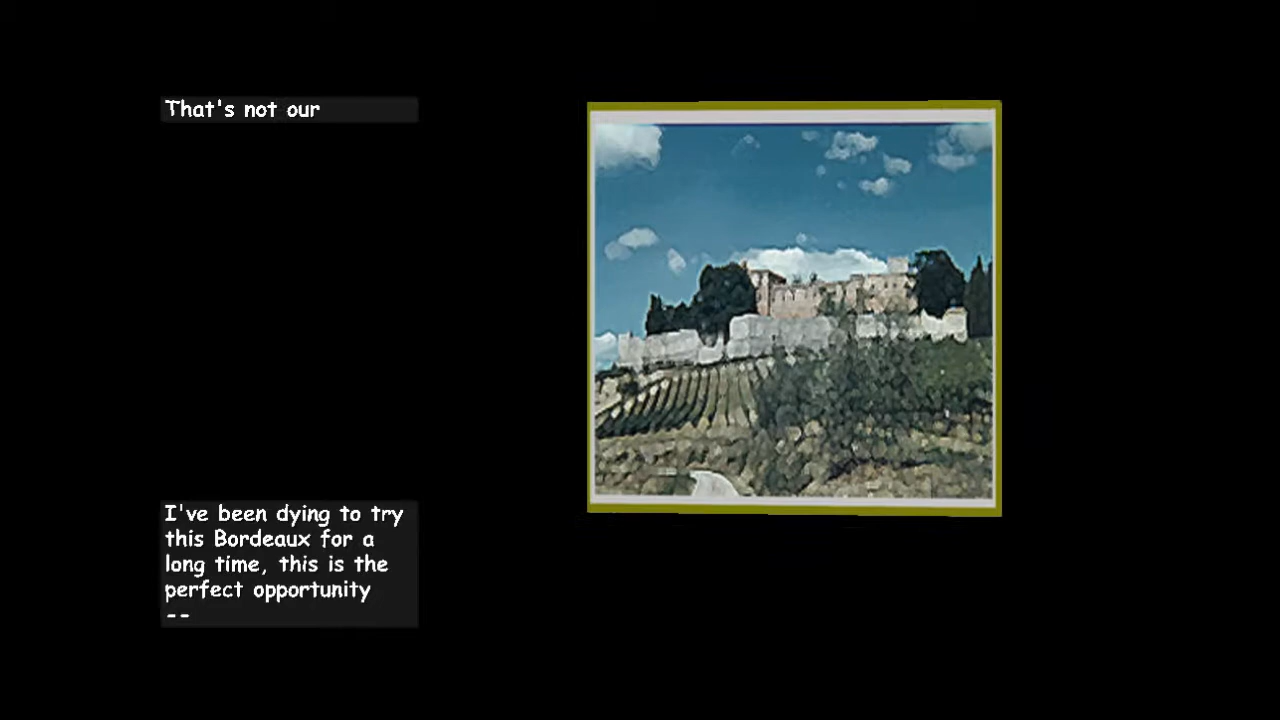 That's not our
I've been dying to try
this Bordeaux for a
long time, this is the
perfect opportunity
--